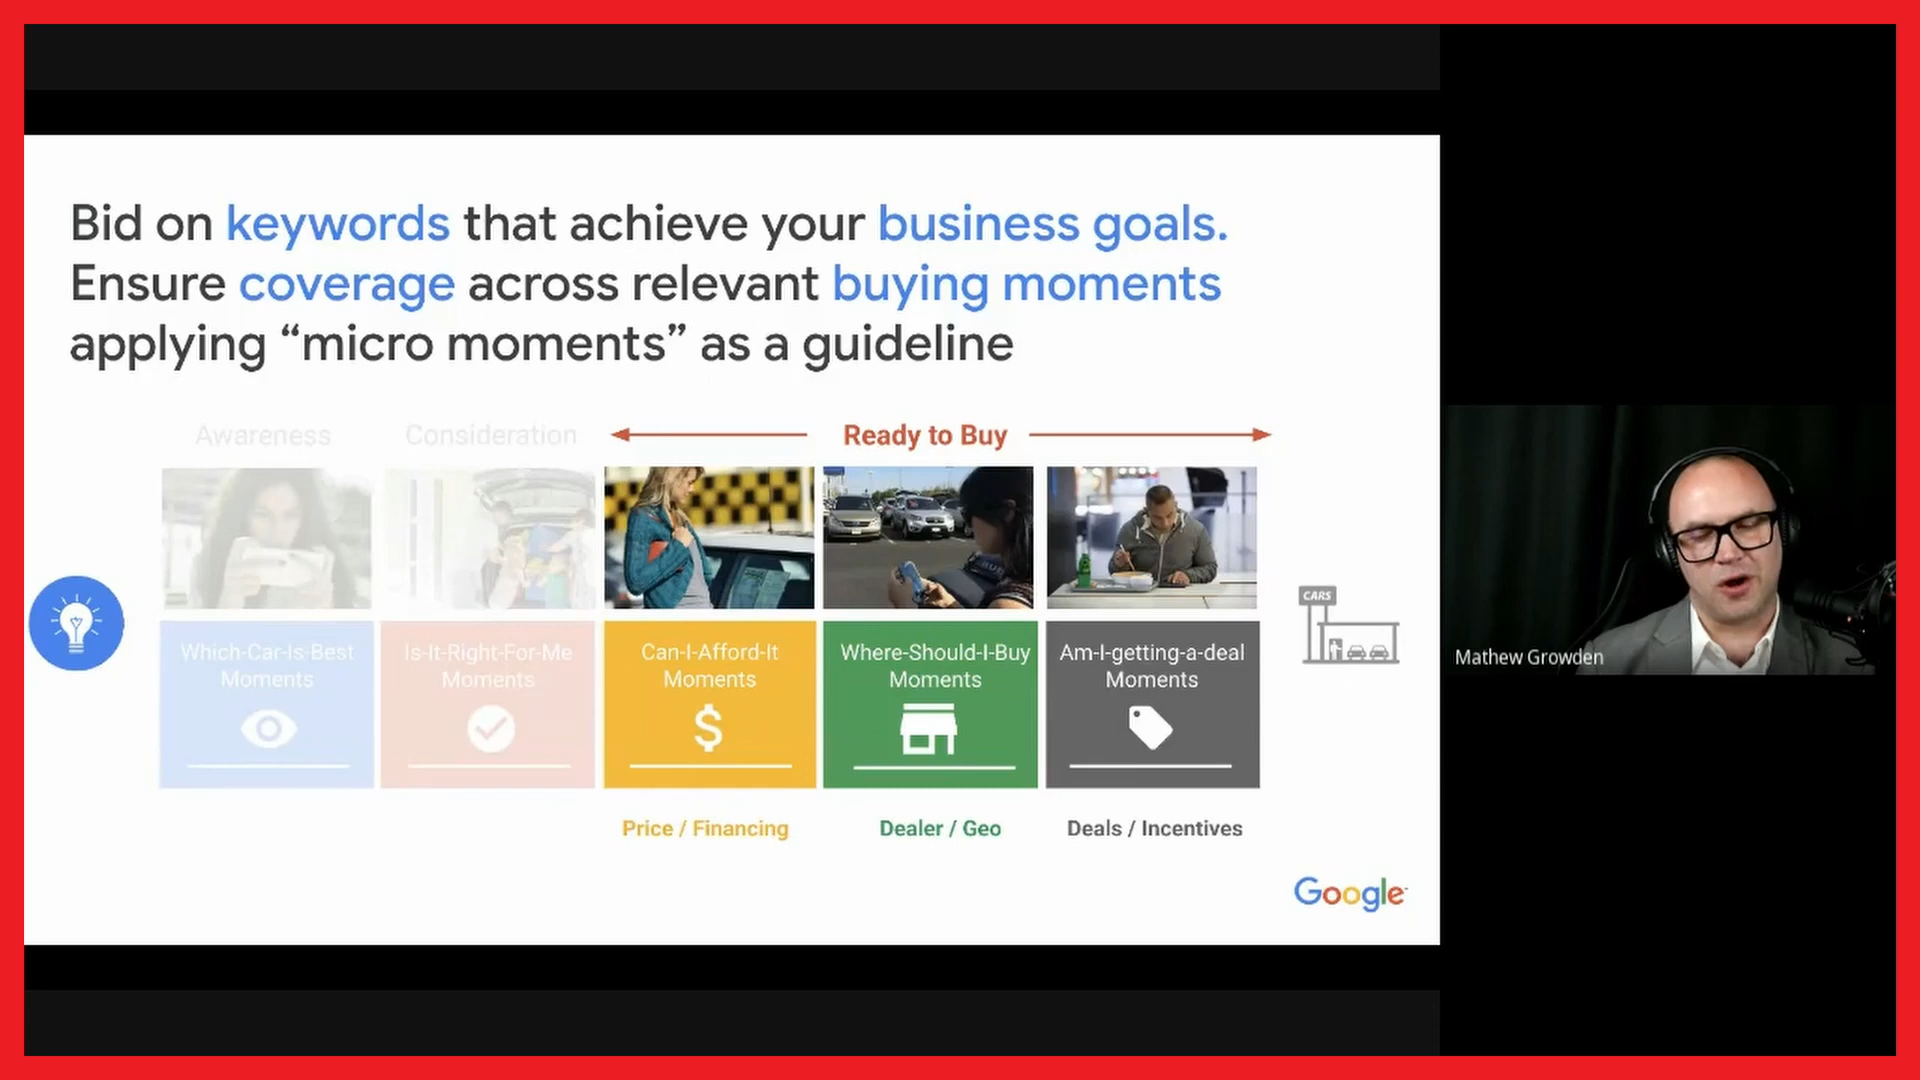 Bid on keywords that achieve your business goals.
Ensure coverage across relevant buying moments
applying “micro moments” as a guideline
Awareness
Consideration
Ready to Buy
Which-Car-Is-Best
Moments
Is-It-Right-For-Me
Moments
Can-I-Afford-It
Moments
$
Where-Should-I-Buy
Moments
Am-I-getting-a-deal
Moments
CARS
Price / Financing
Dealer / Geo
Deals / Incentives
Google
Mathew Growden